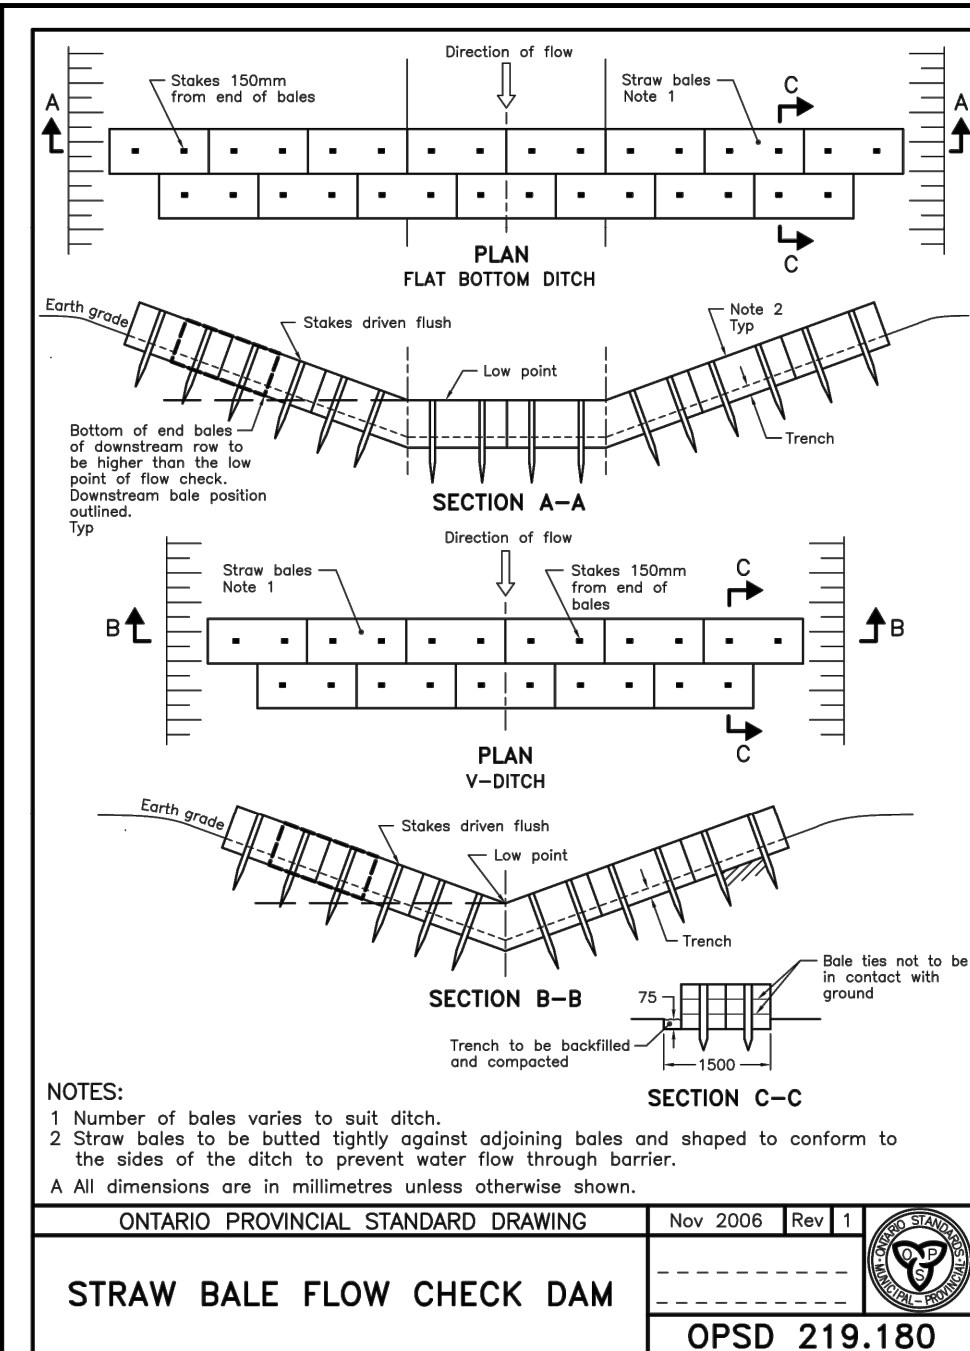 Direction of flow
Stakes 150mm
from end of bales
Straw bales
Note 1
C
A
A
C
PLAN
FLAT BOTTOM DITCH
Earth grade
Stakes driven flush
Note 2
Typ
Low point
Trench
Bottom of end bales
of downstream row to
be higher than the low
point of flow check.
Downstream bale position
outlined.
Typ
SECTION A-A
Direction of flow
Straw bales
Note 1
Stakes 150mm
from end of
bales
C
B
B
C
PLAN
V-DITCH
Earth grade
Stakes driven flush
Low point
Trench
SECTION B-B
Bale ties not to be
in contact with
ground
75
Trench to be backfilled
and compacted
1500
SECTION C-C
NOTES:
1 Number of bales varies to suit ditch.
2 Straw bales to be butted tightly against adjoining bales and shaped to conform to
the sides of the ditch to prevent water flow through barrier.
A All dimensions are in millimetres unless otherwise shown.
ONTARIO PROVINCIAL STANDARD DRAWING
Nov 2006
Rev
1
ONTARIO STANDARDS
MUNICIPAL-PROVINCIAL
O P S
STRAW BALE FLOW CHECK DAM
OPSD 219.180